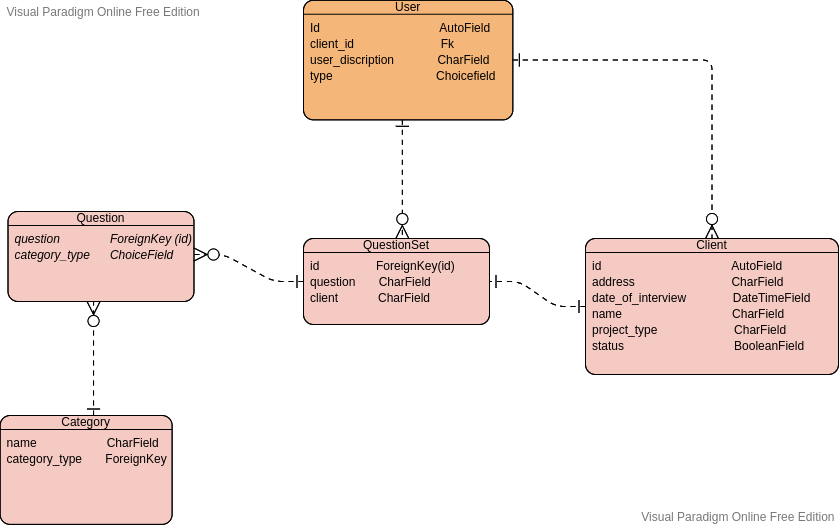 Visual Paradigm Online Free Edition
User
Id AutoField
client_id Fk
user_discription CharField
type Choicefield
Question
question ForeignKey (id)
category_type ChoiceField
QuestionSet
id ForeignKey(id)
question CharField
client CharField
Client
id AutoField
address CharField
date_of_interview DateTimeField
name CharField
project_type CharField
status BooleanField
Category
name CharField
category_type ForeignKey
Visual Paradigm Online Free Edition